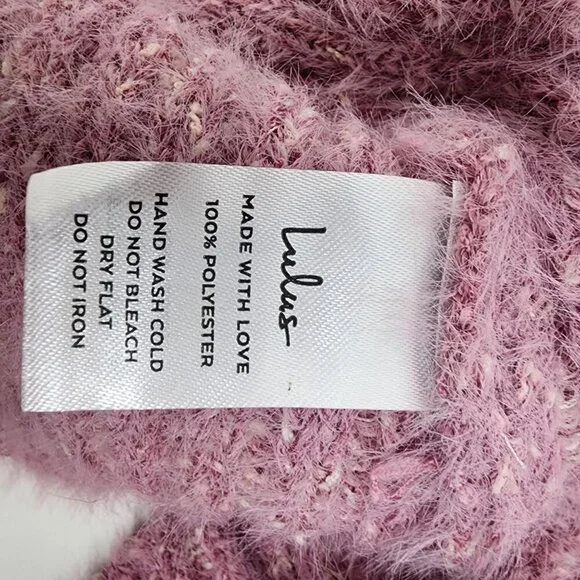 Lulus
MADE WITH LOVE
100% POLYESTER
HAND WASH COLD
DO NOT BLEACH
DRY FLAT
DO NOT IRON